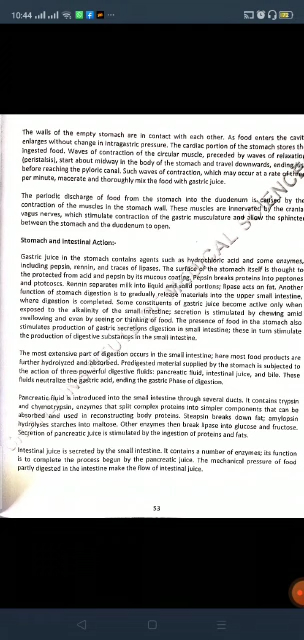 10:44
The walls of the empty stomach are in contact with each other. As food enters the cavit
enlarges without change in intragastric pressure. The cardiac portion of the stomach stores th
ingested food. Waves of contraction of the circular muscle, preceded by waves of relaxation
(peristalsis), start about midway in the body of the stomach and travel downwards, ending
before reaching the pyloric canal. Such waves of contraction, which may occur at a rate of three
per minute, macerate and thoroughly mix the food with gastric juice.
The periodic discharge of food from the stomach into the duodenum is caused by the
contraction of the muscles in the stomach wall. These muscles are innervated by the crania
vagus nerves, which stimulate contraction of the gastric musculature and allow the sphincter
between the stomach and the duodenum to open.
Stomach and Intestinal Action:-
Gastric juice in the stomach contains agents such as hydrochloric acid and some enzymes,
including pepsin, rennin, and traces of lipases. The surface of the stomach itself is thought to
the protected from acid and pepsin by its mucous coating. Pepsin breaks proteins into peptones
and Rennin separates milk into liquid and solid portions; lipase acts on fat. Another
function of stomach digestion is to gradually release materials into the upper small intestine,
where digestion is completed. Some constituents of gastric juice become active only when
exposed to the alkalinity of the small intestine; secretion is stimulated by chewing amid
swallowing and even by seeing or thinking of food. The presence of food in the stomach also
stimulates production of gastric secretions digestion in small intestine; these in turn stimulate
the production of digestive substances in the small intestine.
The most extensive part of digestion occurs in the small intestine; here most food products are
further hydrolyzed and absorbed. Predigested material supplied by the stomach is subjected to
the action of three powerful digestive fluids: pancreatic fluid, intestinal juice, and bile. These
fluids neutralize the gastric acid, ending the gastric Phase of digestion.
Pancreatic fluid is introduced into the small intestine through several ducts. It contains trypsin
and chymotrypsin, enzymes that split complex proteins into simpler components that can be
absorbed and used in reconstructing body proteins. Steapsin breaks down fat; amylopsin
hydrolyses starches into maltose. Other enzymes then break lipase into glucose and fructose.
Secretion of pancreatic juice is stimulated by the ingestion of proteins and fats.
Intestinal juice is secreted by the small intestine. It contains a number of enzymes; its function
is to complete the process begun by the pancreatic juice. The mechanical pressure of food
partly digested in the intestine make the flow of intestinal juice.
53